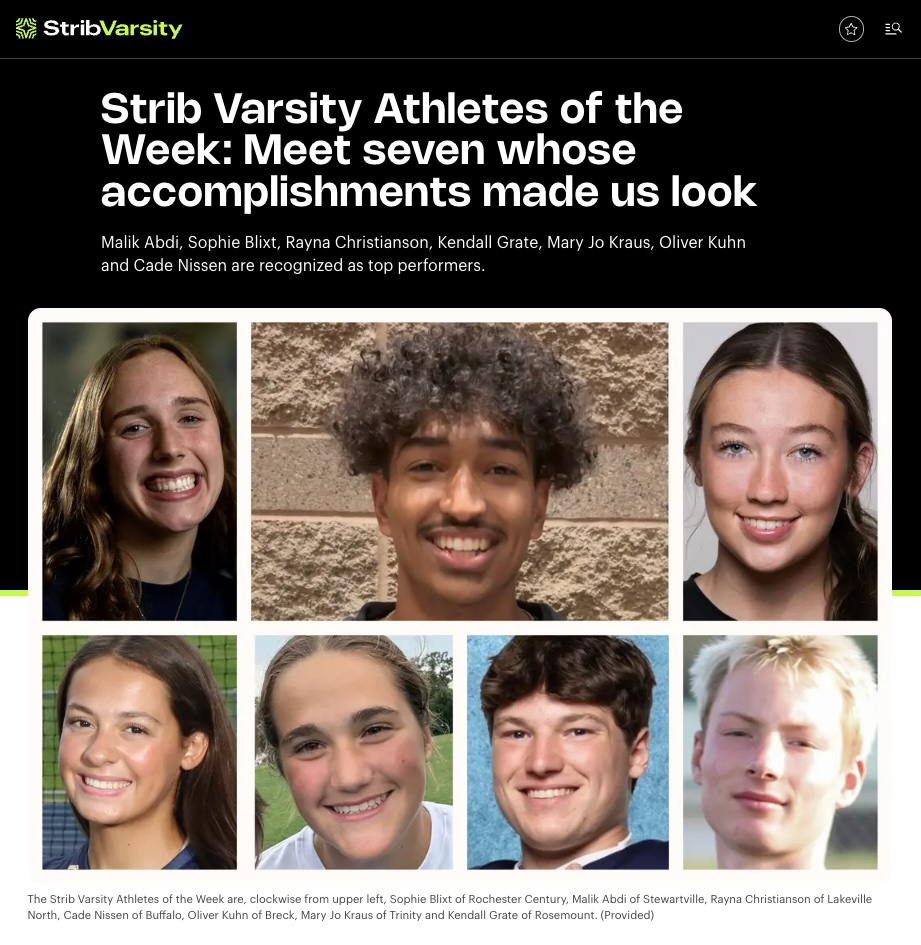 StribVarsity
Strib Varsity Athletes of the
Week: Meet seven whose
accomplishments made us look
Malik Abdi, Sophie Blixt, Rayna Christianson, Kendall Grate, Mary Jo Kraus, Oliver Kuhn
and Cade Nissen are recognized as top performers.
The Strib Varsity Athletes of the Week are, clockwise from upper left, Sophie Blixt of Rochester Century, Malik Abdi of Stewartville, Rayna Christianson of Lakeville
North, Cade Nissen of Buffalo, Oliver Kuhn of Breck, Mary Jo Kraus of Trinity and Kendall Grate of Rosemount. (Provided)